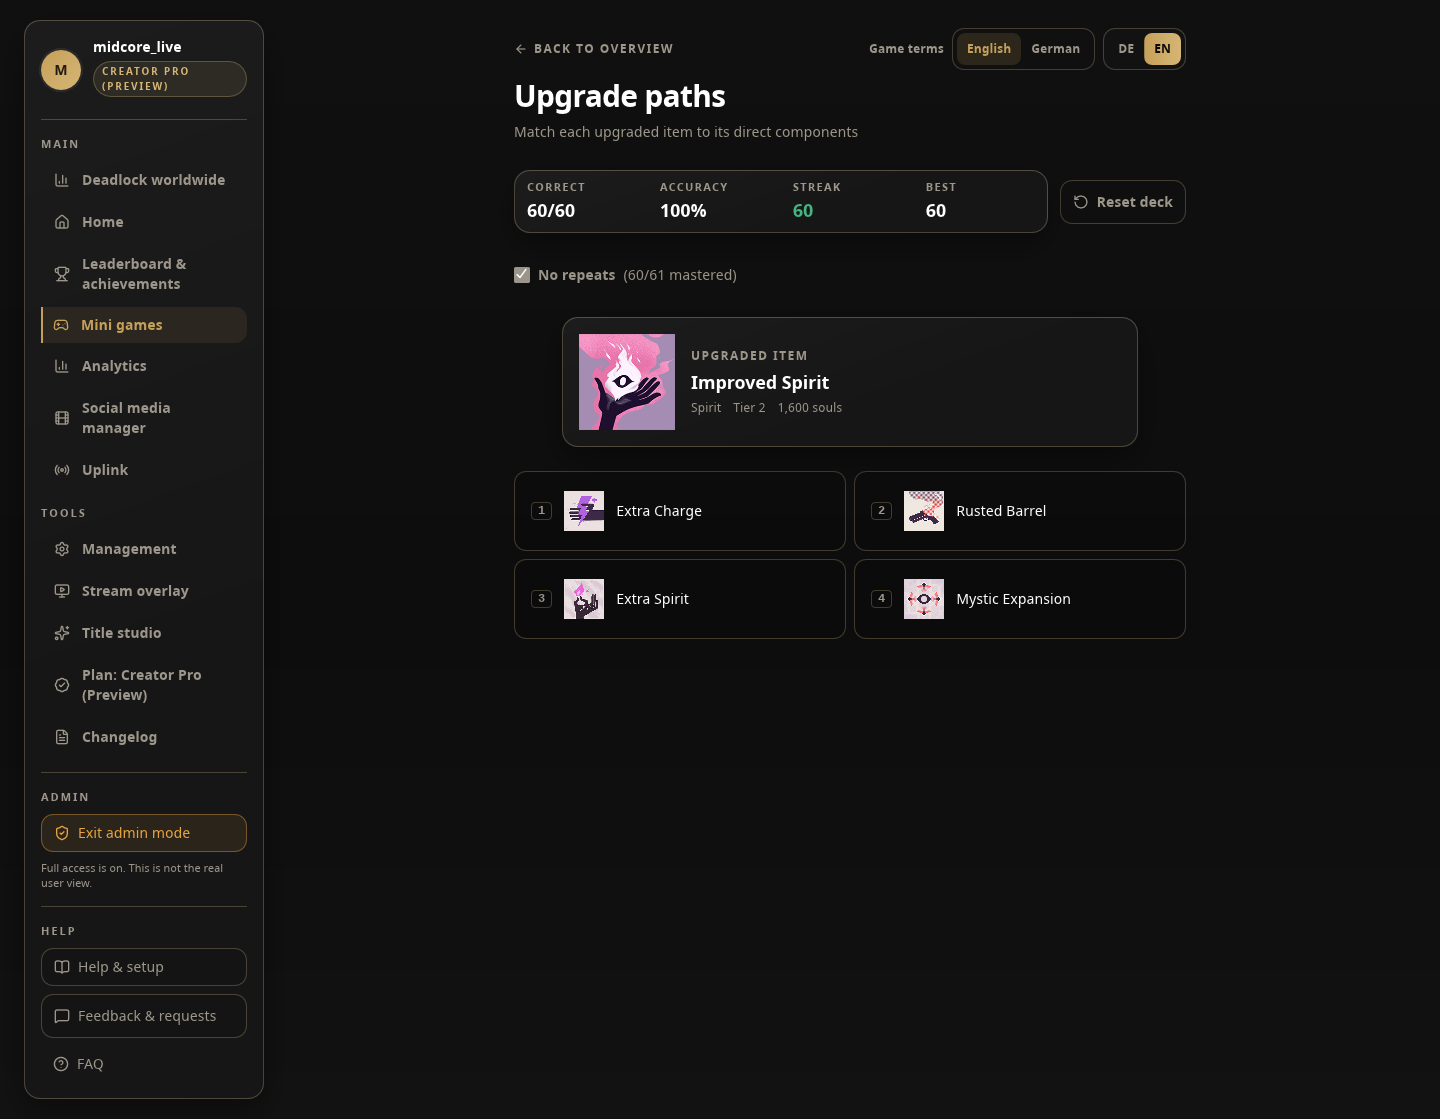 M
midcore_live
CREATOR PRO
(PREVIEW)
MAIN
Deadlock worldwide
Home
Leaderboard &
achievements
Mini games
Analytics
Social media
manager
Uplink
TOOLS
Management
Stream overlay
Title studio
Plan: Creator Pro
(Preview)
Changelog
ADMIN
Exit admin mode
Full access is on. This is not the real
user view.
HELP
Help & setup
Feedback & requests
FAQ
BACK TO OVERVIEW
Game terms English German DE EN
Upgrade paths
Match each upgraded item to its direct components
CORRECT ACCURACY STREAK BEST
60/60 100% 60 60
Reset deck
No repeats (60/61 mastered)
UPGRADED ITEM
Improved Spirit
Spirit Tier 2 1,600 souls
1 Extra Charge
2 Rusted Barrel
3 Extra Spirit
4 Mystic Expansion